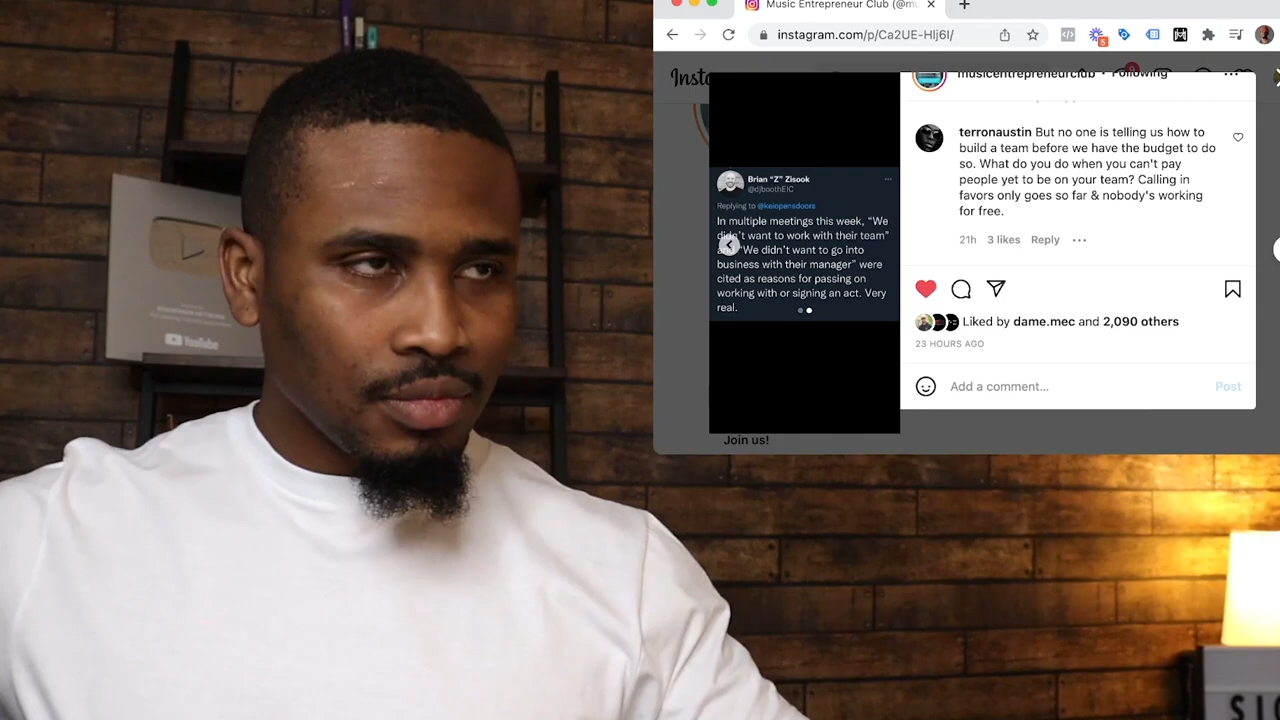 Music Entrepreneur Club (@mu
instagram.com/p/Ca2UE-HIj6I/
5
Insta
musicentrepreneurclub • Following
Brian "Z" Zisook
@djboothEIC
Replying to @keiopensdoors
In multiple meetings this week, "We
didn't want to work with their team"
and "We didn't want to go into
business with their manager" were
cited as reasons for passing on
working with or signing an act. Very
real.
terronaustin But no one is telling us how to
build a team before we have the budget to do
so. What do you do when you can't pay
people yet to be on your team? Calling in
favors only goes so far & nobody's working
for free.
21h 3 likes Reply
Liked by dame.mec and 2,090 others
23 HOURS AGO
Add a comment... Post
Join us!
YouTube